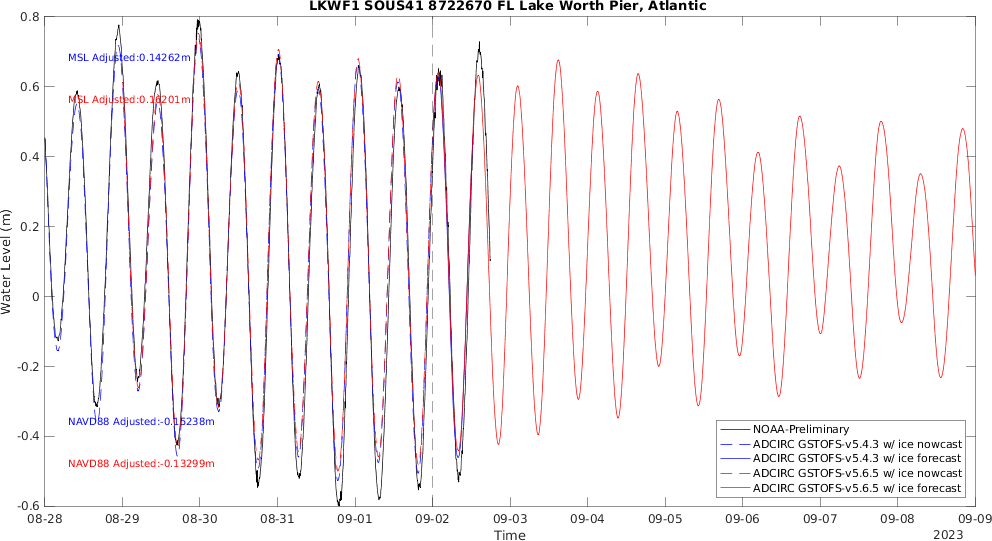 LKWF1 SOUS41 8722670 FL Lake Worth Pier, Atlantic
0.8
0.6
0.4
0.2
0
-0.2
-0.4
-0.6
Water Level (m)
MSL Adjusted:0.14262m
MSL Adjusted:0.16201m
NAVD88 Adjusted:-0.15238m
NAVD88 Adjusted:-0.13299m
NOAA-Preliminary
ADCIRC GSTOFS-v5.4.3 w/ ice nowcast
ADCIRC GSTOFS-v5.4.3 w/ ice forecast
ADCIRC GSTOFS-v5.6.5 w/ ice nowcast
ADCIRC GSTOFS-v5.6.5 w/ ice forecast
08-28 08-29 08-30 08-31 09-01 09-02 09-03 09-04 09-05 09-06 09-07 09-08 09-09
Time
2023